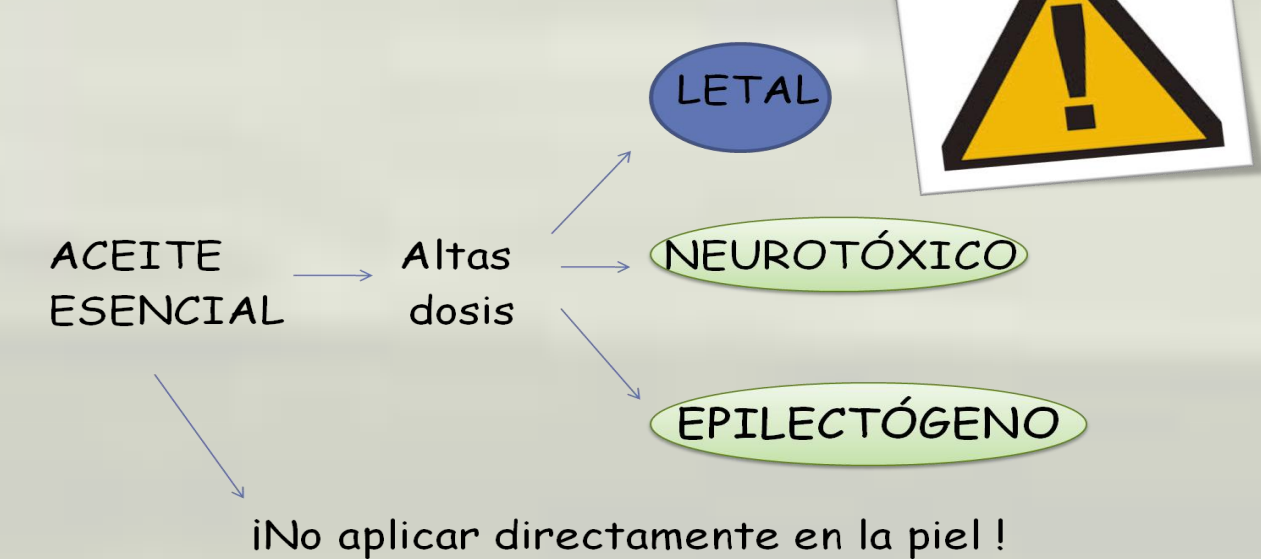 LETAL
ACEITE
ESENCIAL
Altas
dosis
NEUROTÓXICO
EPILECTÓGENO
¡No aplicar directamente en la piel !